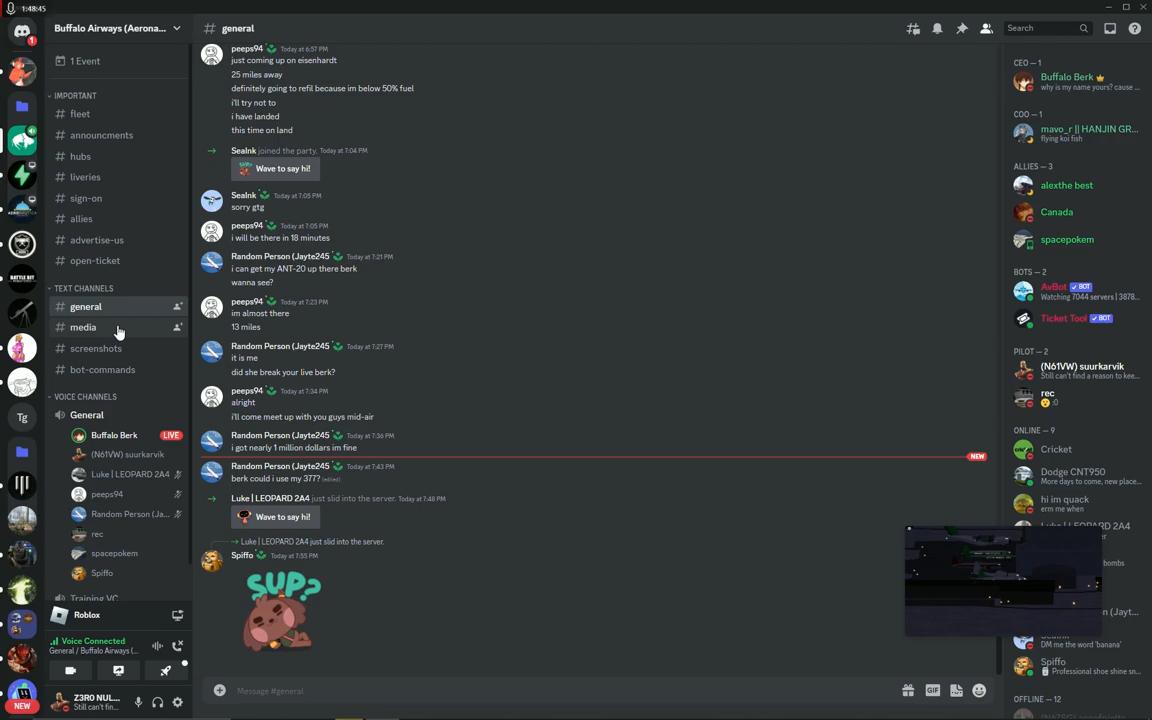 1:48:45
Buffalo Airways (Aerona...
1 Event
IMPORTANT
fleet
announcments
hubs
liveries
sign-on
allies
advertise-us
open-ticket
TEXT CHANNELS
general
media
screenshots
bot-commands
VOICE CHANNELS
General
Buffalo Berk LIVE
(N61VW) suurkarvik
Luke | LEOPARD 2A4
peeps94
Random Person (Ja...
rec
spacepokem
Spiffo
Training VC
Roblox
Voice Connected
General / Buffalo Airways (...
Z3R0 NUL...
Still can't fin...
NEW
Tg
general
Search
peeps94 Today at 6:57 PM
just coming up on eisenhardt
25 miles away
definitely going to refil because im below 50% fuel
i'll try not to
i have landed
this time on land
SeaInk joined the party. Today at 7:04 PM
Wave to say hi!
SeaInk Today at 7:05 PM
sorry gtg
peeps94 Today at 7:05 PM
i will be there in 18 minutes
Random Person (Jayte245 Today at 7:21 PM
i can get my ANT-20 up there berk
wanna see?
peeps94 Today at 7:23 PM
im almost there
13 miles
Random Person (Jayte245 Today at 7:27 PM
it is me
did she break your live berk?
peeps94 Today at 7:34 PM
alright
i'll come meet up with you guys mid-air
Random Person (Jayte245 Today at 7:36 PM
i got nearly 1 million dollars im fine
NEW
Random Person (Jayte245 Today at 7:43 PM
berk could i use my 377? (edited)
Luke | LEOPARD 2A4 just slid into the server. Today at 7:48 PM
Wave to say hi!
Luke | LEOPARD 2A4 just slid into the server.
Spiffo Today at 7:55 PM
SUP?
Message #general
GIF
CEO — 1
Buffalo Berk
why is my name yours? cause ...
COO — 1
mavo_r || HANJIN GR...
flying koi fish
ALLIES — 3
alexthe best
Canada
spacepokem
BOTS — 2
AvBot BOT
Watching 7044 servers | 3878...
Ticket Tool BOT
PILOT — 2
(N61VW) suurkarvik
Still can't find a reason to kee...
rec
:0
ONLINE — 9
Cricket
Dodge CNT950
More days to come, new place...
hi im quack
erm me when
Luke | LEOPARD 2A4
bombs
n (Jayt...
DM me the word 'banana'
Spiffo
Professional shoe shine sn...
OFFLINE — 12